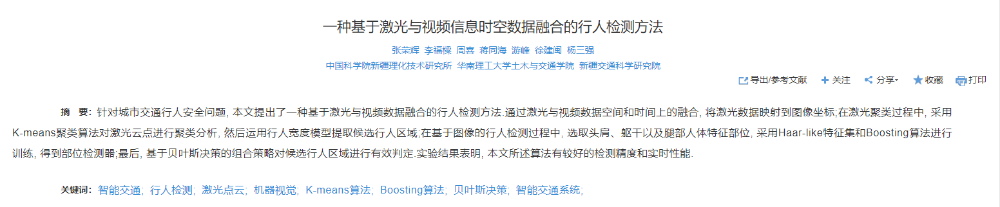 一种基于激光与视频信息时空数据融合的行人检测方法
张荣辉 李福樑 周喜 蒋同海 游峰 徐建闽 杨三强
中国科学院新疆理化技术研究所 华南理工大学土木与交通学院 新疆交通科学研究院
导出/参考文献 关注 分享 收藏 打印
摘 要: 针对城市交通行人安全问题, 本文提出了一种基于激光与视频数据融合的行人检测方法.通过激光与视频数据空间和时间上的融合, 将激光数据映射到图像坐标;在激光聚类过程中, 采用
K-means聚类算法对激光云点进行聚类分析, 然后运用行人宽度模型提取候选行人区域;在基于图像的行人检测过程中, 选取头肩、躯干以及腿部人体特征部位, 采用Haar-like特征集和Boosting算法进行
训练, 得到部位检测器;最后, 基于贝叶斯决策的组合策略对候选行人区域进行有效判定.实验结果表明, 本文所述算法有较好的检测精度和实时性能.
关键词: 智能交通; 行人检测; 激光点云; 机器视觉; K-means算法; Boosting算法; 贝叶斯决策; 智能交通系统;